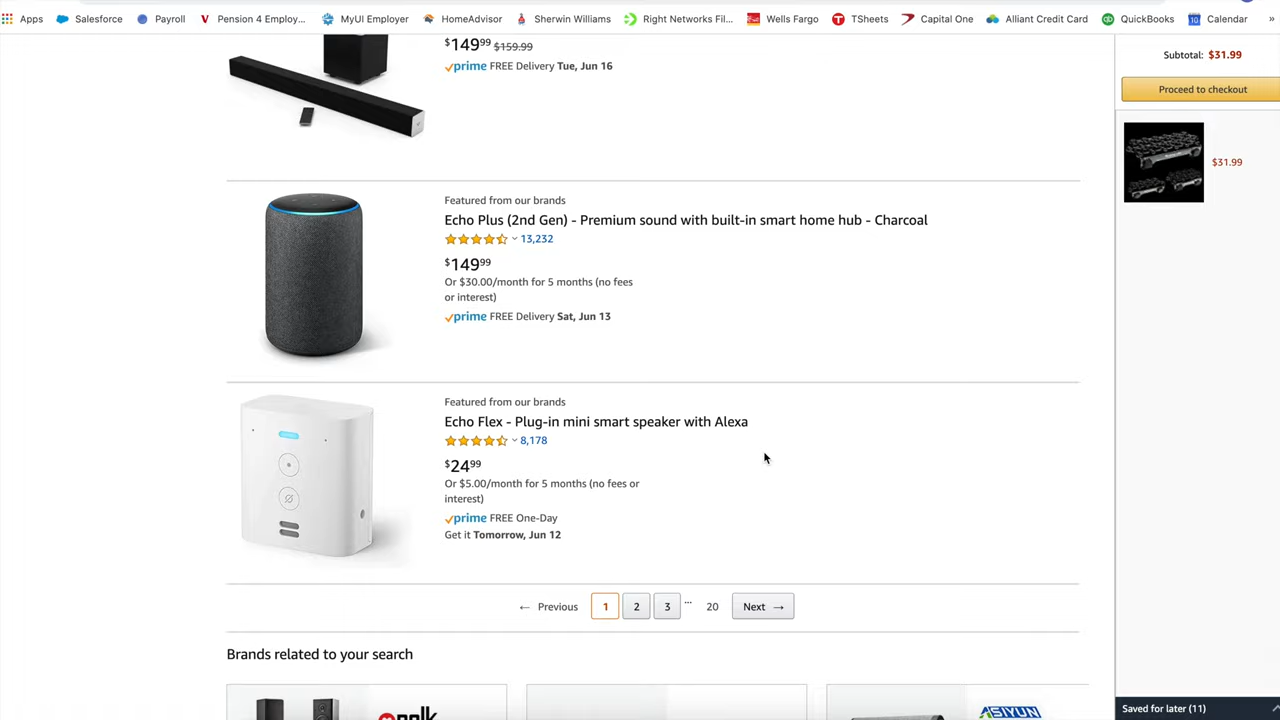 Apps Salesforce Payroll Pension 4 Employ... MyUI Employer HomeAdvisor Sherwin Williams Right Networks Fil... Wells Fargo TSheets Capital One Alliant Credit Card QuickBooks 10 Calendar »
$149⁹⁹ $159.99
prime FREE Delivery Tue, Jun 16
Subtotal: $31.99
Proceed to checkout
$31.99
Featured from our brands
Echo Plus (2nd Gen) - Premium sound with built-in smart home hub - Charcoal
13,232
$149⁹⁹
Or $30.00/month for 5 months (no fees
or interest)
prime FREE Delivery Sat, Jun 13
Featured from our brands
Echo Flex - Plug-in mini smart speaker with Alexa
8,178
$24⁹⁹
Or $5.00/month for 5 months (no fees or
interest)
prime FREE One-Day
Get it Tomorrow, Jun 12
← Previous 1 2 3 ... 20 Next →
Brands related to your search
polk
ASIYUN
Saved for later (11)